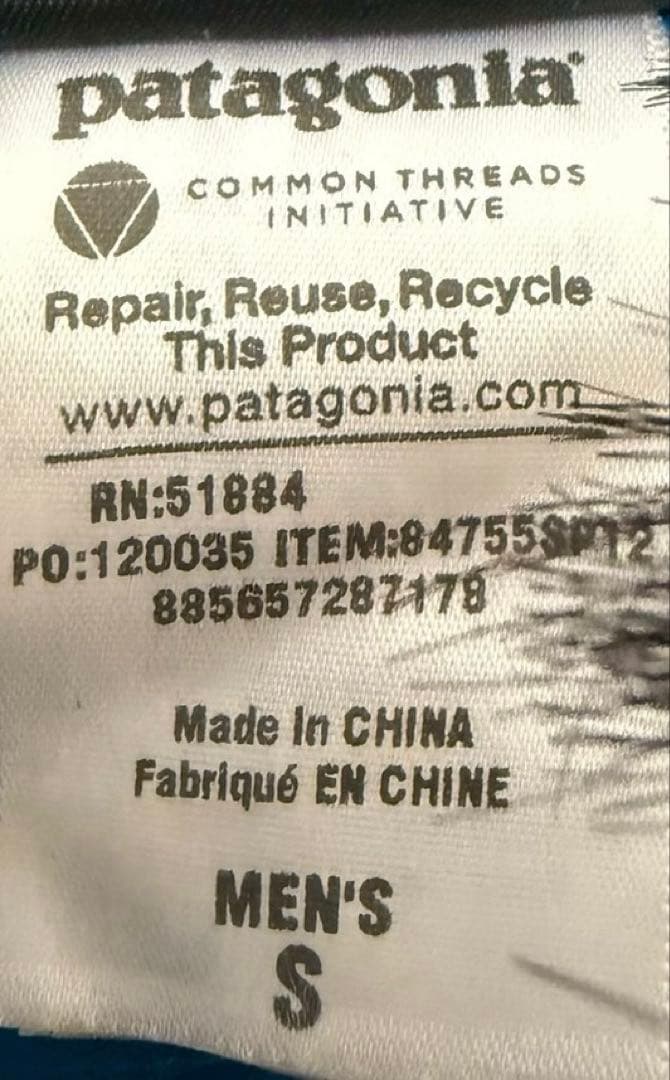 patagonia®
COMMON THREADS
INITIATIVE
Repair, Reuse, Recycle
This Product
www.patagonia.com
RN:51884
PO:120035 ITEM:84755SP12
885657287178
Made In CHINA
Fabriqué EN CHINE
MEN'S
S